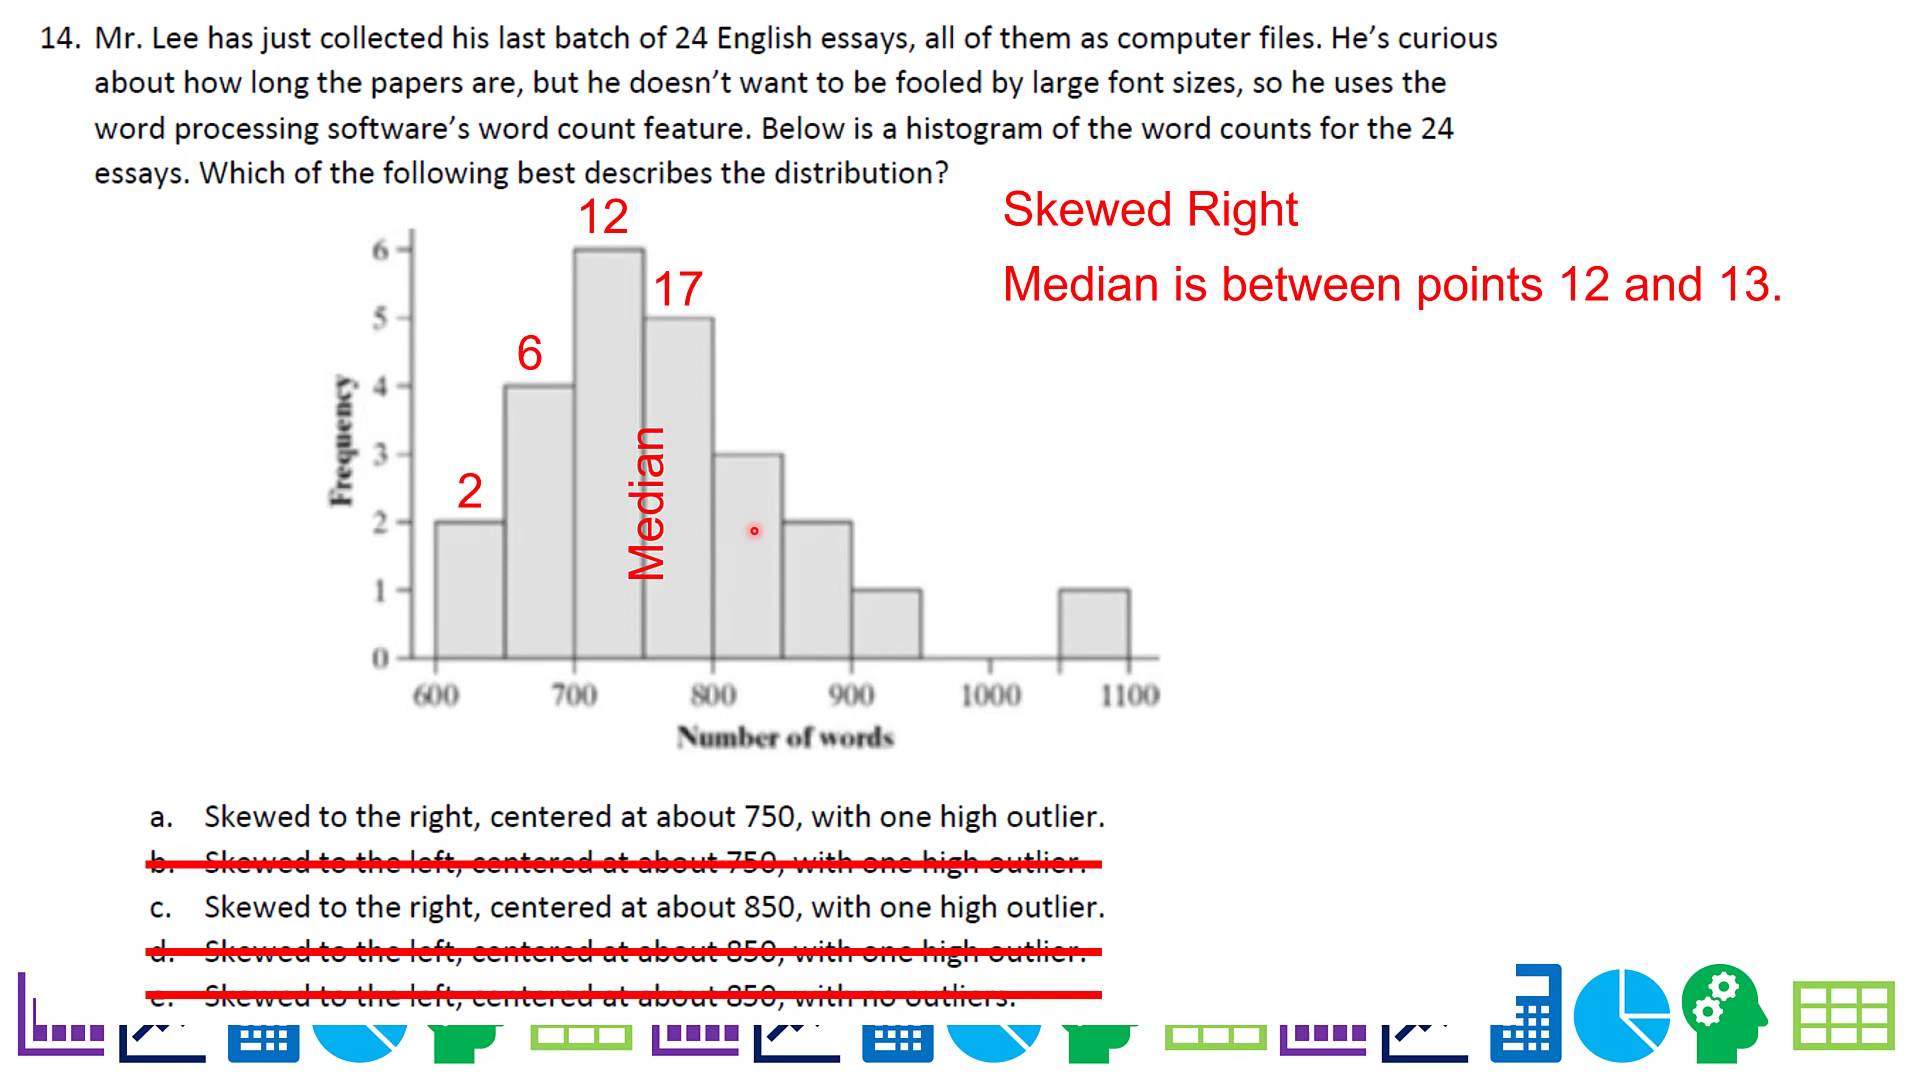 14. Mr. Lee has just collected his last batch of 24 English essays, all of them as computer files. He's curious
about how long the papers are, but he doesn't want to be fooled by large font sizes, so he uses the
word processing software's word count feature. Below is a histogram of the word counts for the 24
essays. Which of the following best describes the distribution?
Skewed Right
Median is between points 12 and 13.
12
17
6
2
Median
Frequency
6
5
4
3
2
1
0
600 700 800 900 1000 1100
Number of words
a. Skewed to the right, centered at about 750, with one high outlier.
b. Skewed to the left, centered at about 750, with one high outlier.
c. Skewed to the right, centered at about 850, with one high outlier.
d. Skewed to the left, centered at about 850, with one high outlier.
e. Skewed to the left, centered at about 850, with no outliers.